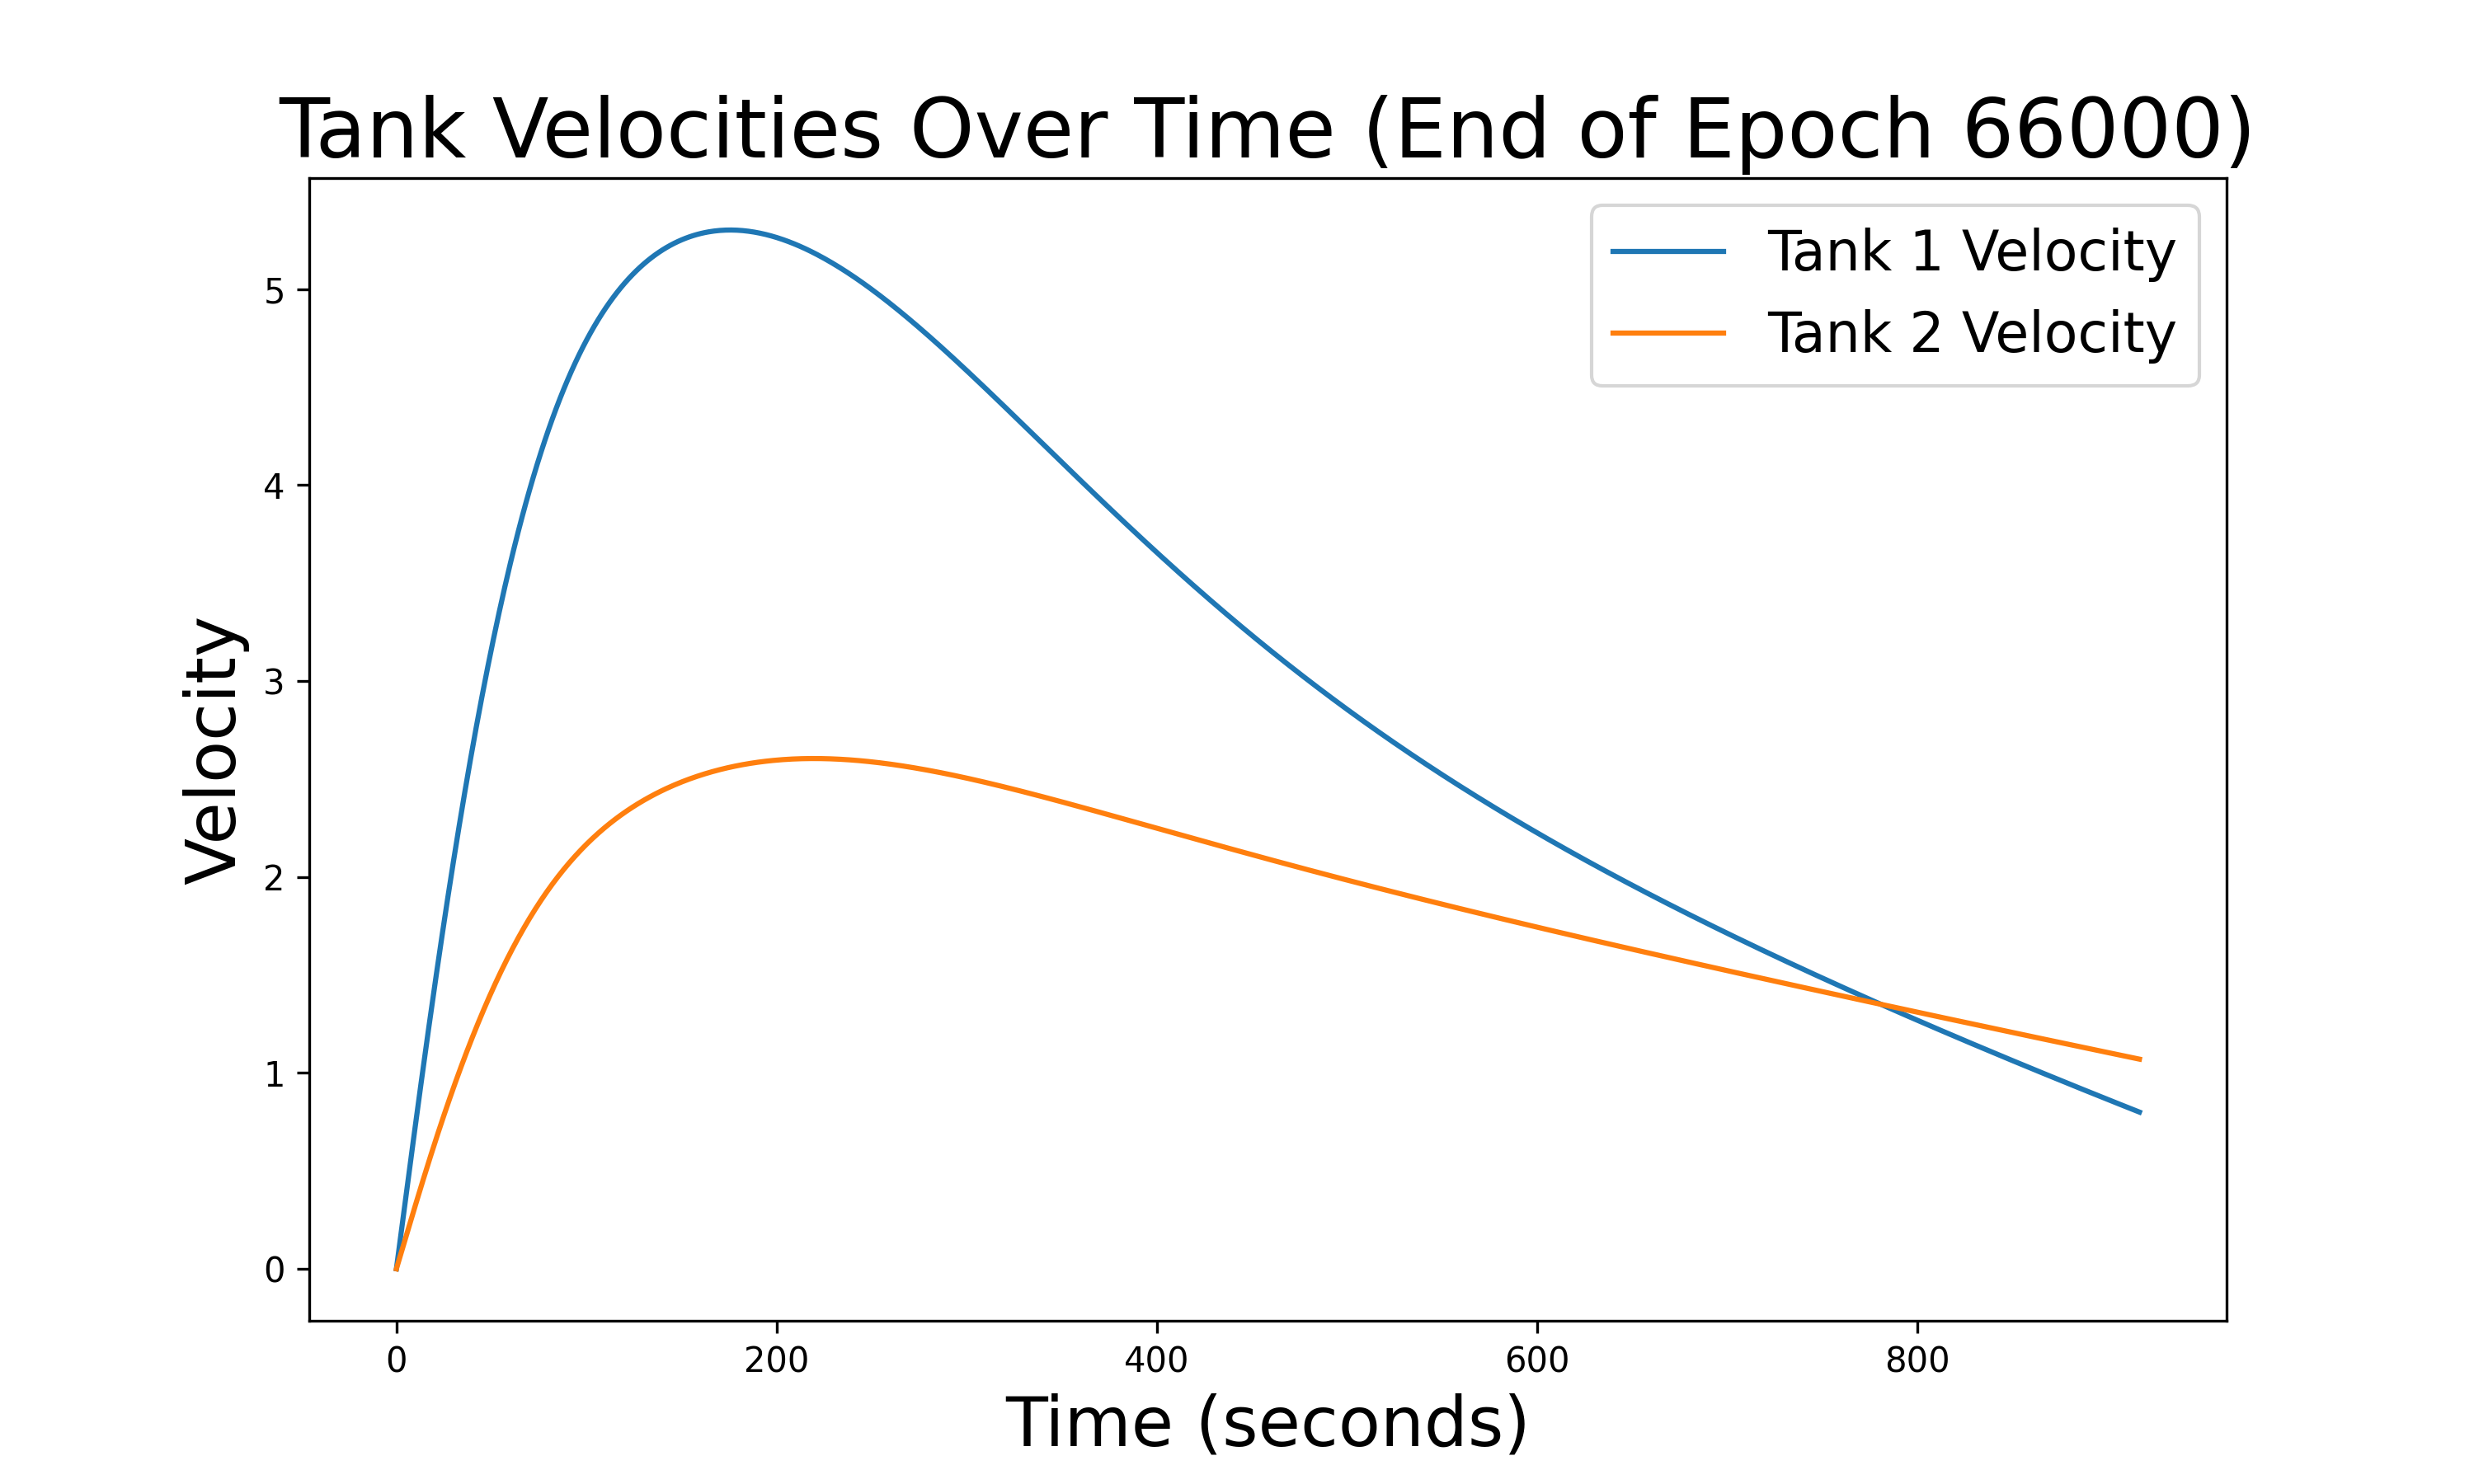 Tank Velocities Over Time (End of Epoch 66000)
Tank 1 Velocity
Tank 2 Velocity
Velocity
5
4
3
2
1
0
0 200 400 600 800
Time (seconds)